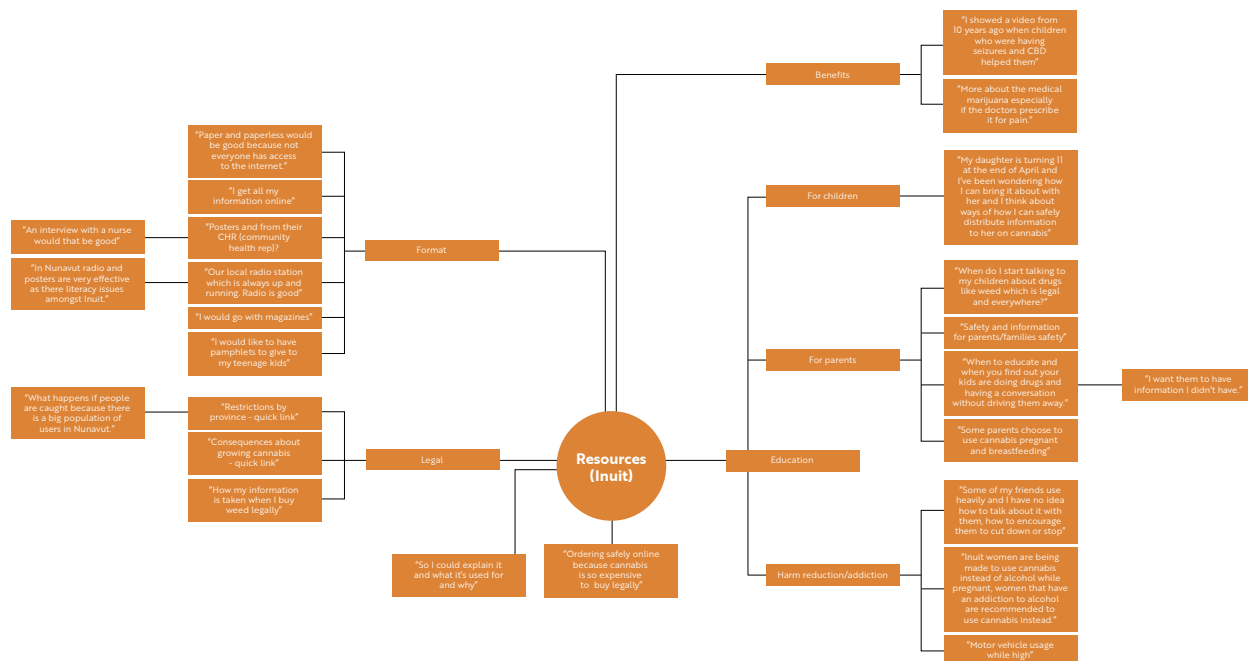 "I showed a video from
10 years ago when children
who were having
seizures and CBD
helped them"
Benefits
"More about the medical
marijuana especially
if the doctors prescribe
it for pain."
"Paper and paperless would
be good because not
everyone has access
to the internet."
"I get all my
information online"
"An interview with a nurse
would that be good"
"Posters and from their
CHR (community
health rep)?
Format
"In Nunavut radio and
posters are very effective
as there literacy issues
amongst Inuit."
"Our local radio station
which is always up and
running. Radio is good"
"I would go with magazines"
"I would like to have
pamphlets to give to
my teenage kids"
For children
"My daughter is turning 11
at the end of April and
I've been wondering how
I can bring it about with
her and I think about
ways of how I can safely
distribute information
to her on cannabis"
"When do I start talking to
my children about drugs
like weed which is legal
and everywhere?"
"Safety and information
for parents/families safety"
For parents
"When to educate and
when you find out your
kids are doing drugs and
having a conversation
without driving them away."
"I want them to have
information I didn't have."
"Some parents choose to
use cannabis pregnant
and breastfeeding"
"What happens if people
are caught because there
is a big population of
users in Nunavut."
"Restrictions by
province - quick link"
"Consequences about
growing cannabis
- quick link"
Legal
"How my information
is taken when I buy
weed legally"
Resources
(Inuit)
Education
"So I could explain it
and what it's used for
and why"
"Ordering safely online
because cannabis
is so expensive
to buy legally"
"Some of my friends use
heavily and I have no idea
how to talk about it with
them, how to encourage
them to cut down or stop"
Harm reduction/addiction
"Inuit women are being
made to use cannabis
instead of alcohol while
pregnant, women that have
an addiction to alcohol
are recommended to
use cannabis instead."
"Motor vehicle usage
while high"